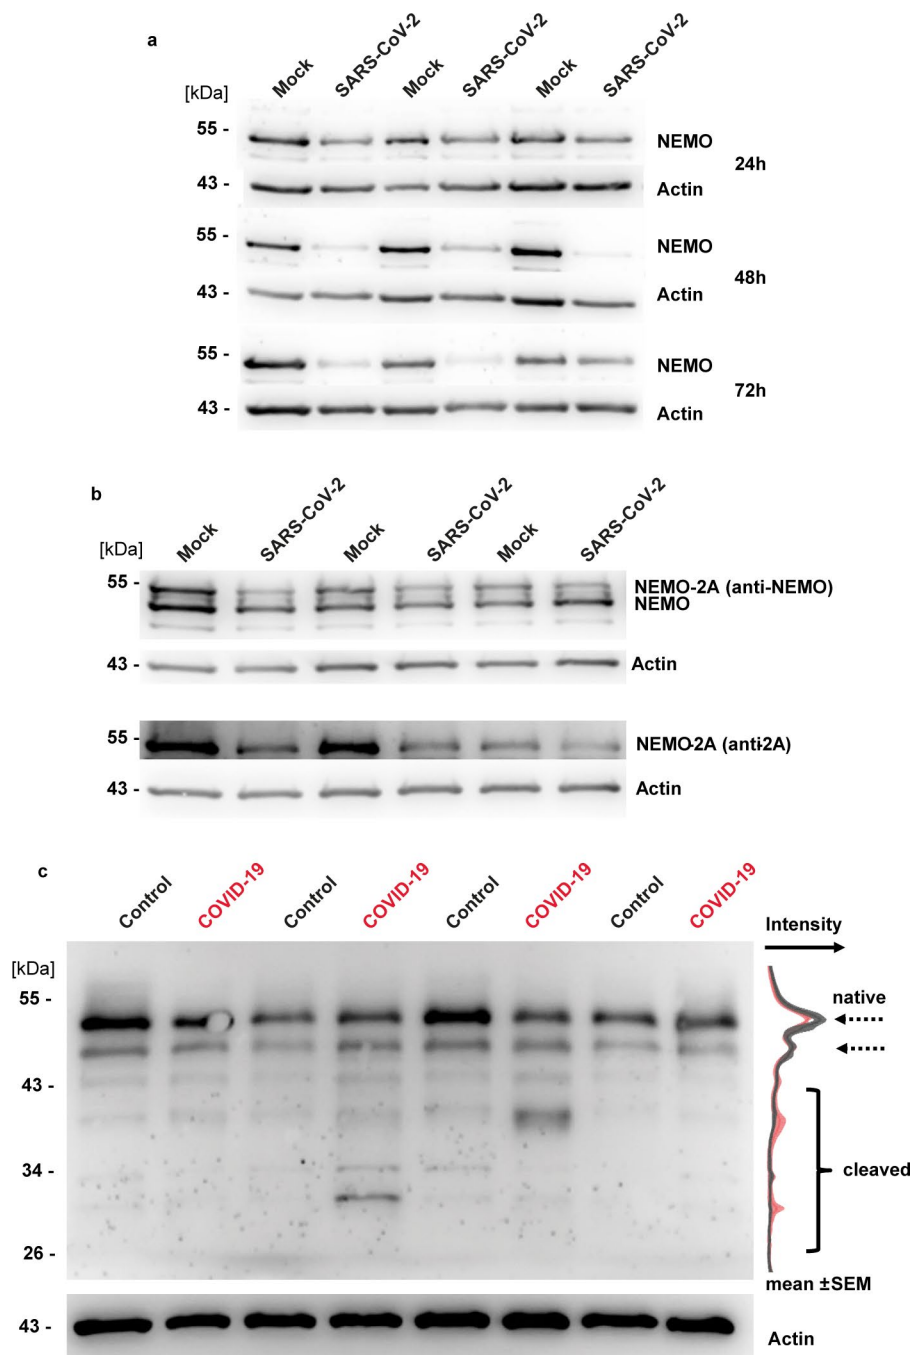 a
Mock SARS-CoV-2 Mock SARS-CoV-2 Mock SARS-CoV-2
[kDa]
55 -
NEMO
24h
43 -
Actin
55 -
NEMO
48h
43 -
Actin
55 -
NEMO
72h
43 -
Actin
b
Mock SARS-CoV-2 Mock SARS-CoV-2 Mock SARS-CoV-2
[kDa]
55 -
NEMO-2A (anti-NEMO)
NEMO
43 -
Actin
55 -
NEMO-2A (anti-2A)
43 -
Actin
c
Control COVID-19 Control COVID-19 Control COVID-19 Control COVID-19
Intensity
[kDa]
55 -
native
43 -
cleaved
34 -
26 -
mean ±SEM
43 -
Actin